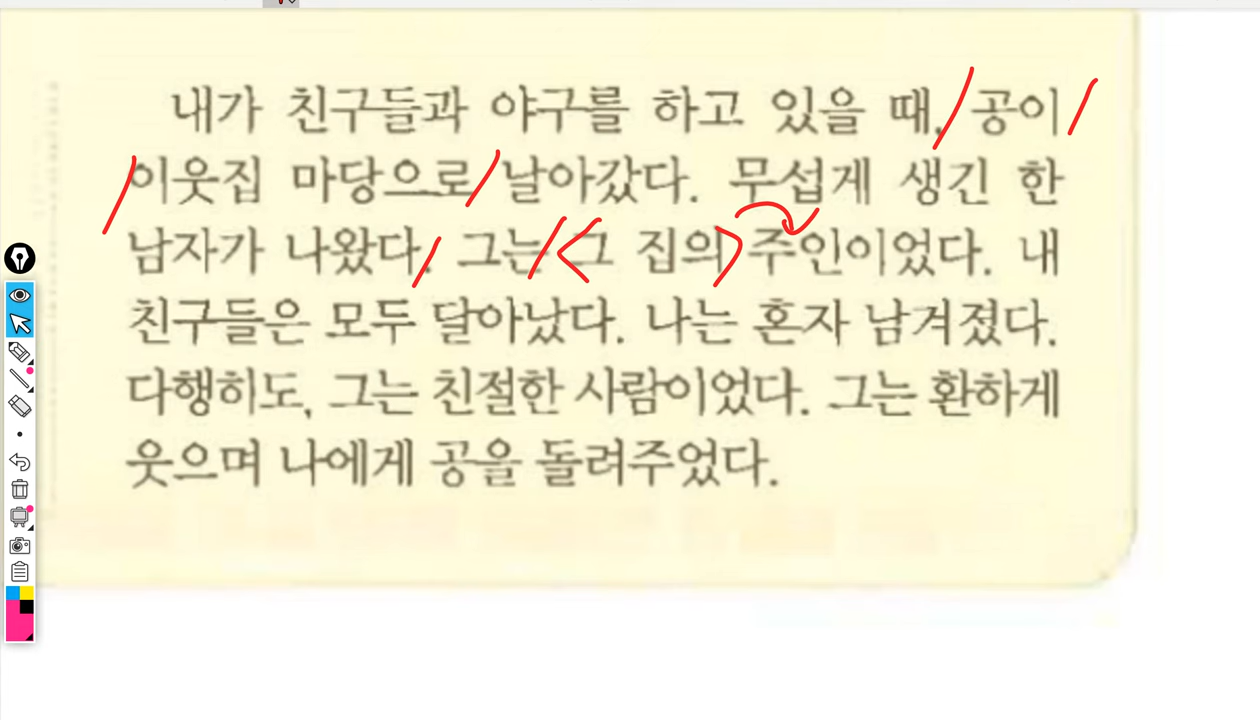 내가 친구들과 야구를 하고 있을 때, 공이
이웃집 마당으로 날아갔다. 무섭게 생긴 한
남자가 나왔다. 그는 그 집의 주인이었다. 내
친구들은 모두 달아났다. 나는 혼자 남겨졌다.
다행히도, 그는 친절한 사람이었다. 그는 환하게
웃으며 나에게 공을 돌려주었다.